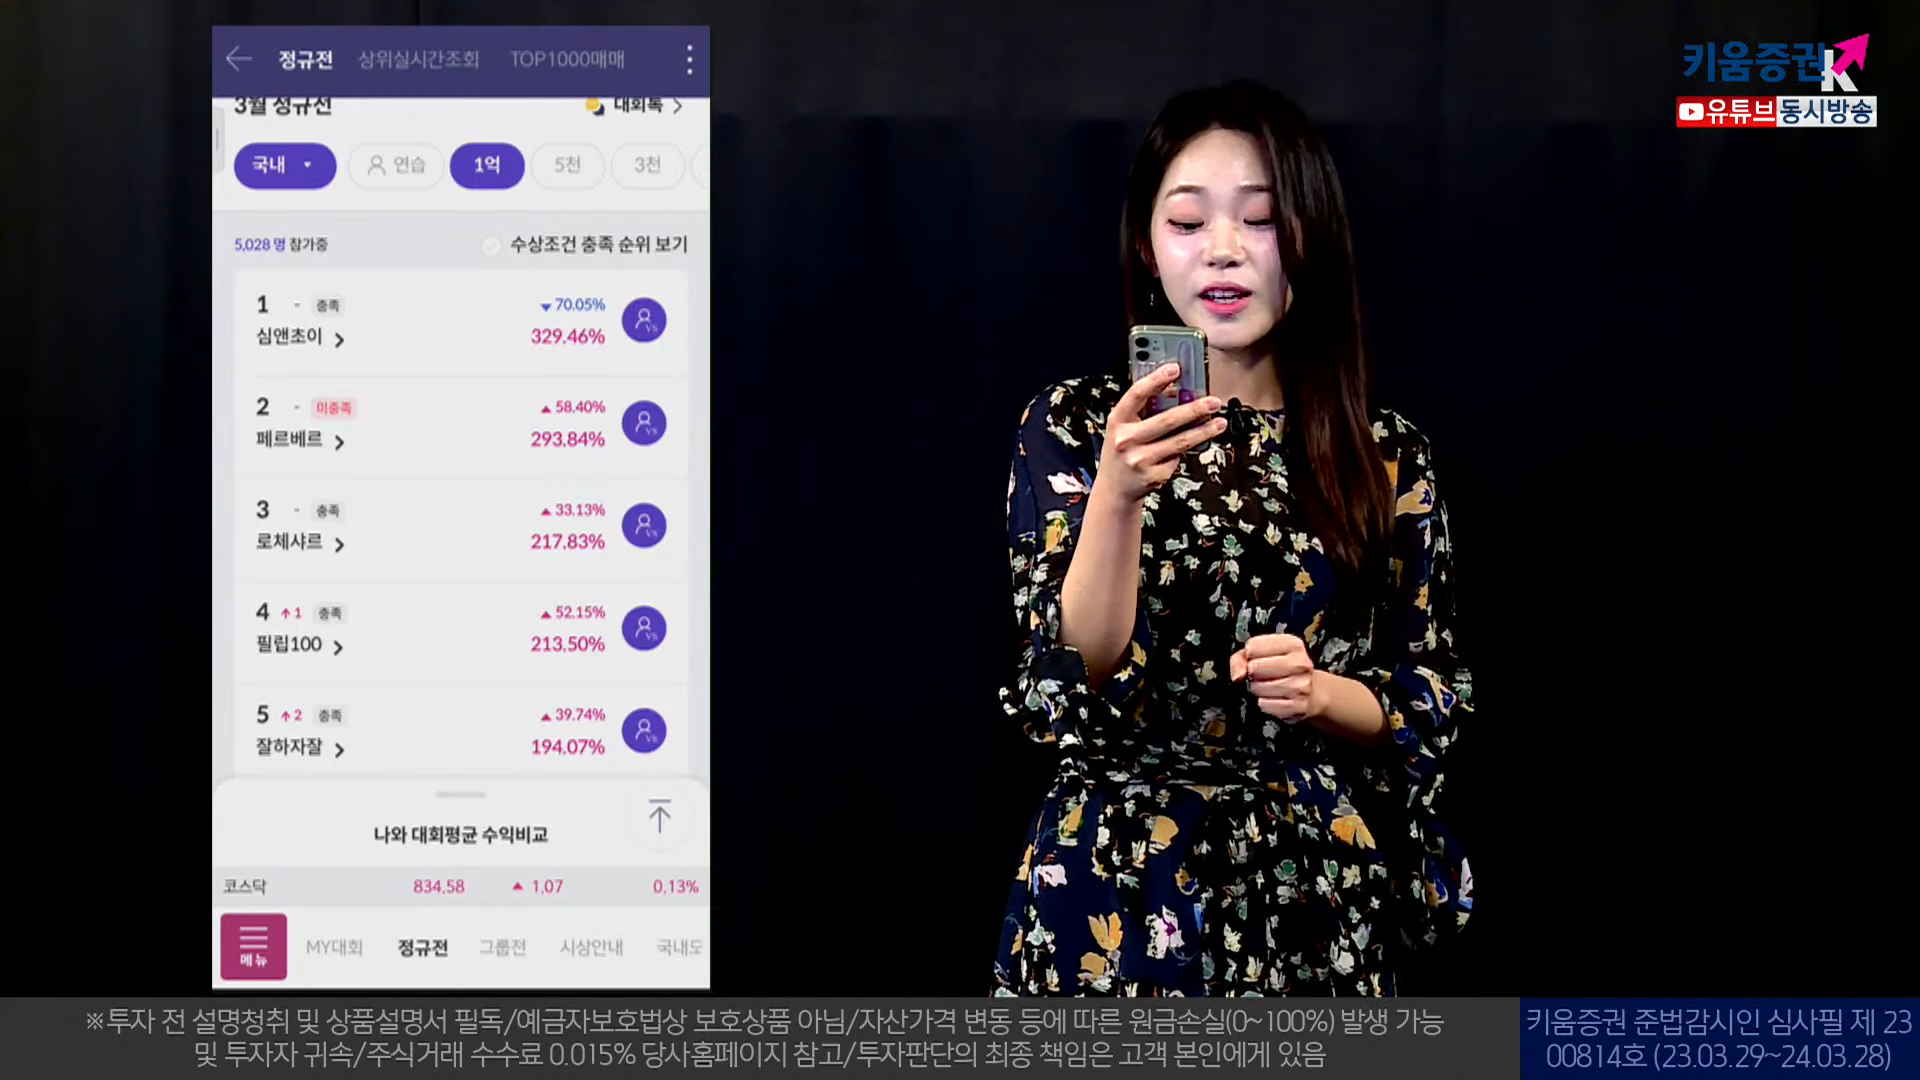 정규전 상위실시간조회 TOP1000매매
3월 정규전 대회톡
국내 연습 1억 5천 3천
5,028 명 참가중 수상조건 충족 순위 보기
1 - 충족 ▼ 70.05%
심앤초이 329.46% VS
2 - 미충족 ▲ 58.40%
페르베르 293.84% VS
3 - 충족 ▲ 33.13%
로체샤르 217.83% VS
4 ↑ 1 충족 ▲ 52.15%
필립100 213.50% VS
5 ↑ 2 충족 ▲ 39.74%
잘하자잘 194.07% VS
나와 대회평균 수익비교
코스닥 834.58 ▲ 1.07 0.13%
메뉴 MY대회 정규전 그룹전 시상안내 국내도
키움증권 K
유튜브 동시방송
※투자 전 설명청취 및 상품설명서 필독/예금자보호법상 보호상품 아님/자산가격 변동 등에 따른 원금손실(0~100%) 발생 가능
및 투자자 귀속/주식거래 수수료 0.015% 당사홈페이지 참고/투자판단의 최종 책임은 고객 본인에게 있음
키움증권 준법감시인 심사필 제 23
00814호 (23.03.29~24.03.28)